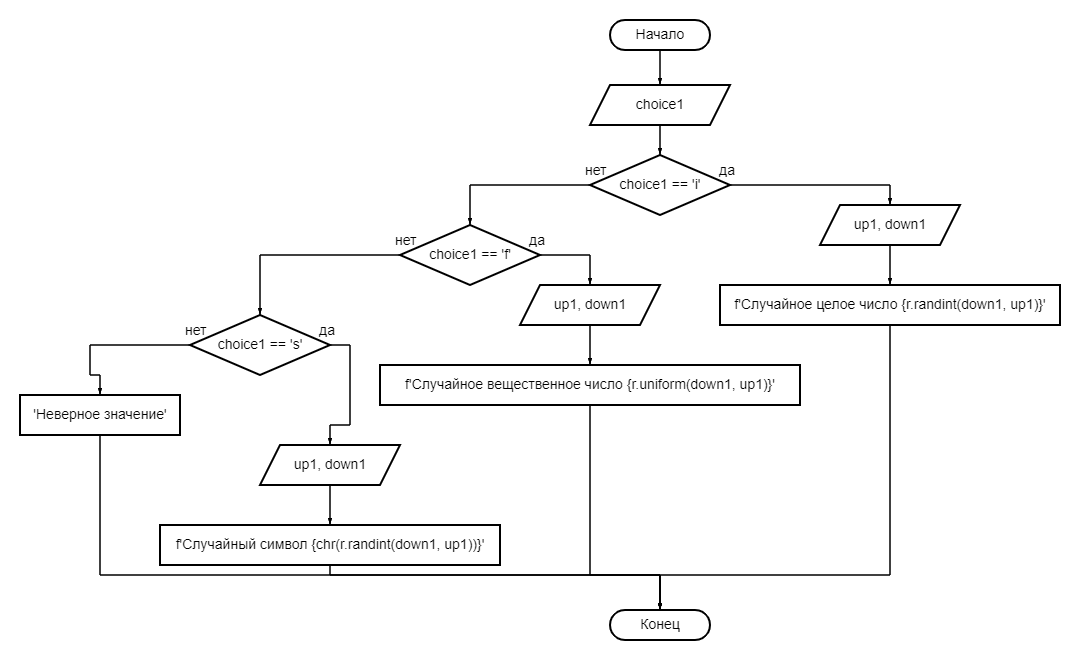 Начало
choice1
нет
да
choice1 == 'i'
up1, down1
нет
да
choice1 == 'f'
up1, down1
f'Случайное целое число {r.randint(down1, up1)}'
нет
да
choice1 == 's'
f'Случайное вещественное число {r.uniform(down1, up1)}'
'Неверное значение'
up1, down1
f'Случайный символ {chr(r.randint(down1, up1))}'
Конец